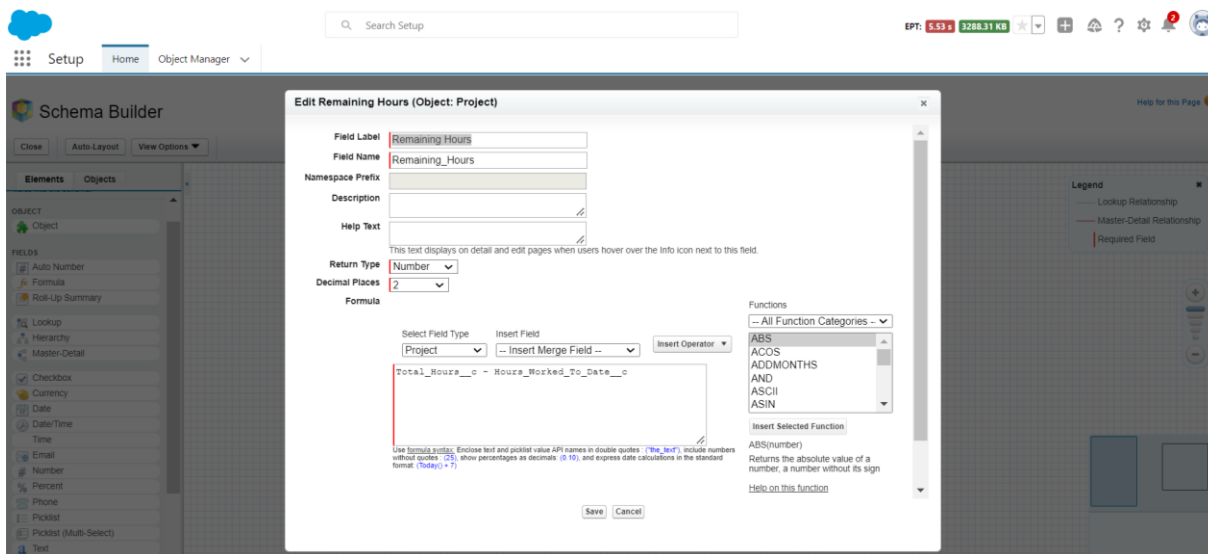 Search Setup
EPT: 5.53 s 3288.31 KB
2
Setup Home Object Manager
Schema Builder
Help for this Page
Close Auto-Layout View Options
Elements Objects
OBJECT
Object
FIELDS
Auto Number
Formula
Roll-Up Summary
Lookup
Hierarchy
Master-Detail
Checkbox
Currency
Date
Date/Time
Time
Email
Number
Percent
Phone
Picklist
Picklist (Multi-Select)
Text
Edit Remaining Hours (Object: Project)
Field Label Remaining Hours
Field Name Remaining_Hours
Namespace Prefix
Description
Help Text
This text displays on detail and edit pages when users hover over the Info icon next to this field.
Return Type Number
Decimal Places 2
Formula
Select Field Type Insert Field
Project -- Insert Merge Field -- Insert Operator
Total_Hours__c - Hours_Worked_To_Date__c
Use formula syntax: Enclose text and picklist value API names in double quotes : ("the_text"), include numbers
without quotes : (25), show percentages as decimals: (0.10), and express date calculations in the standard
format: (Today() + 7)
Functions
-- All Function Categories --
ABS
ACOS
ADDMONTHS
AND
ASCII
ASIN
Insert Selected Function
ABS(number)
Returns the absolute value of a
number, a number without its sign
Help on this function
Save Cancel
Legend
Lookup Relationship
Master-Detail Relationship
Required Field